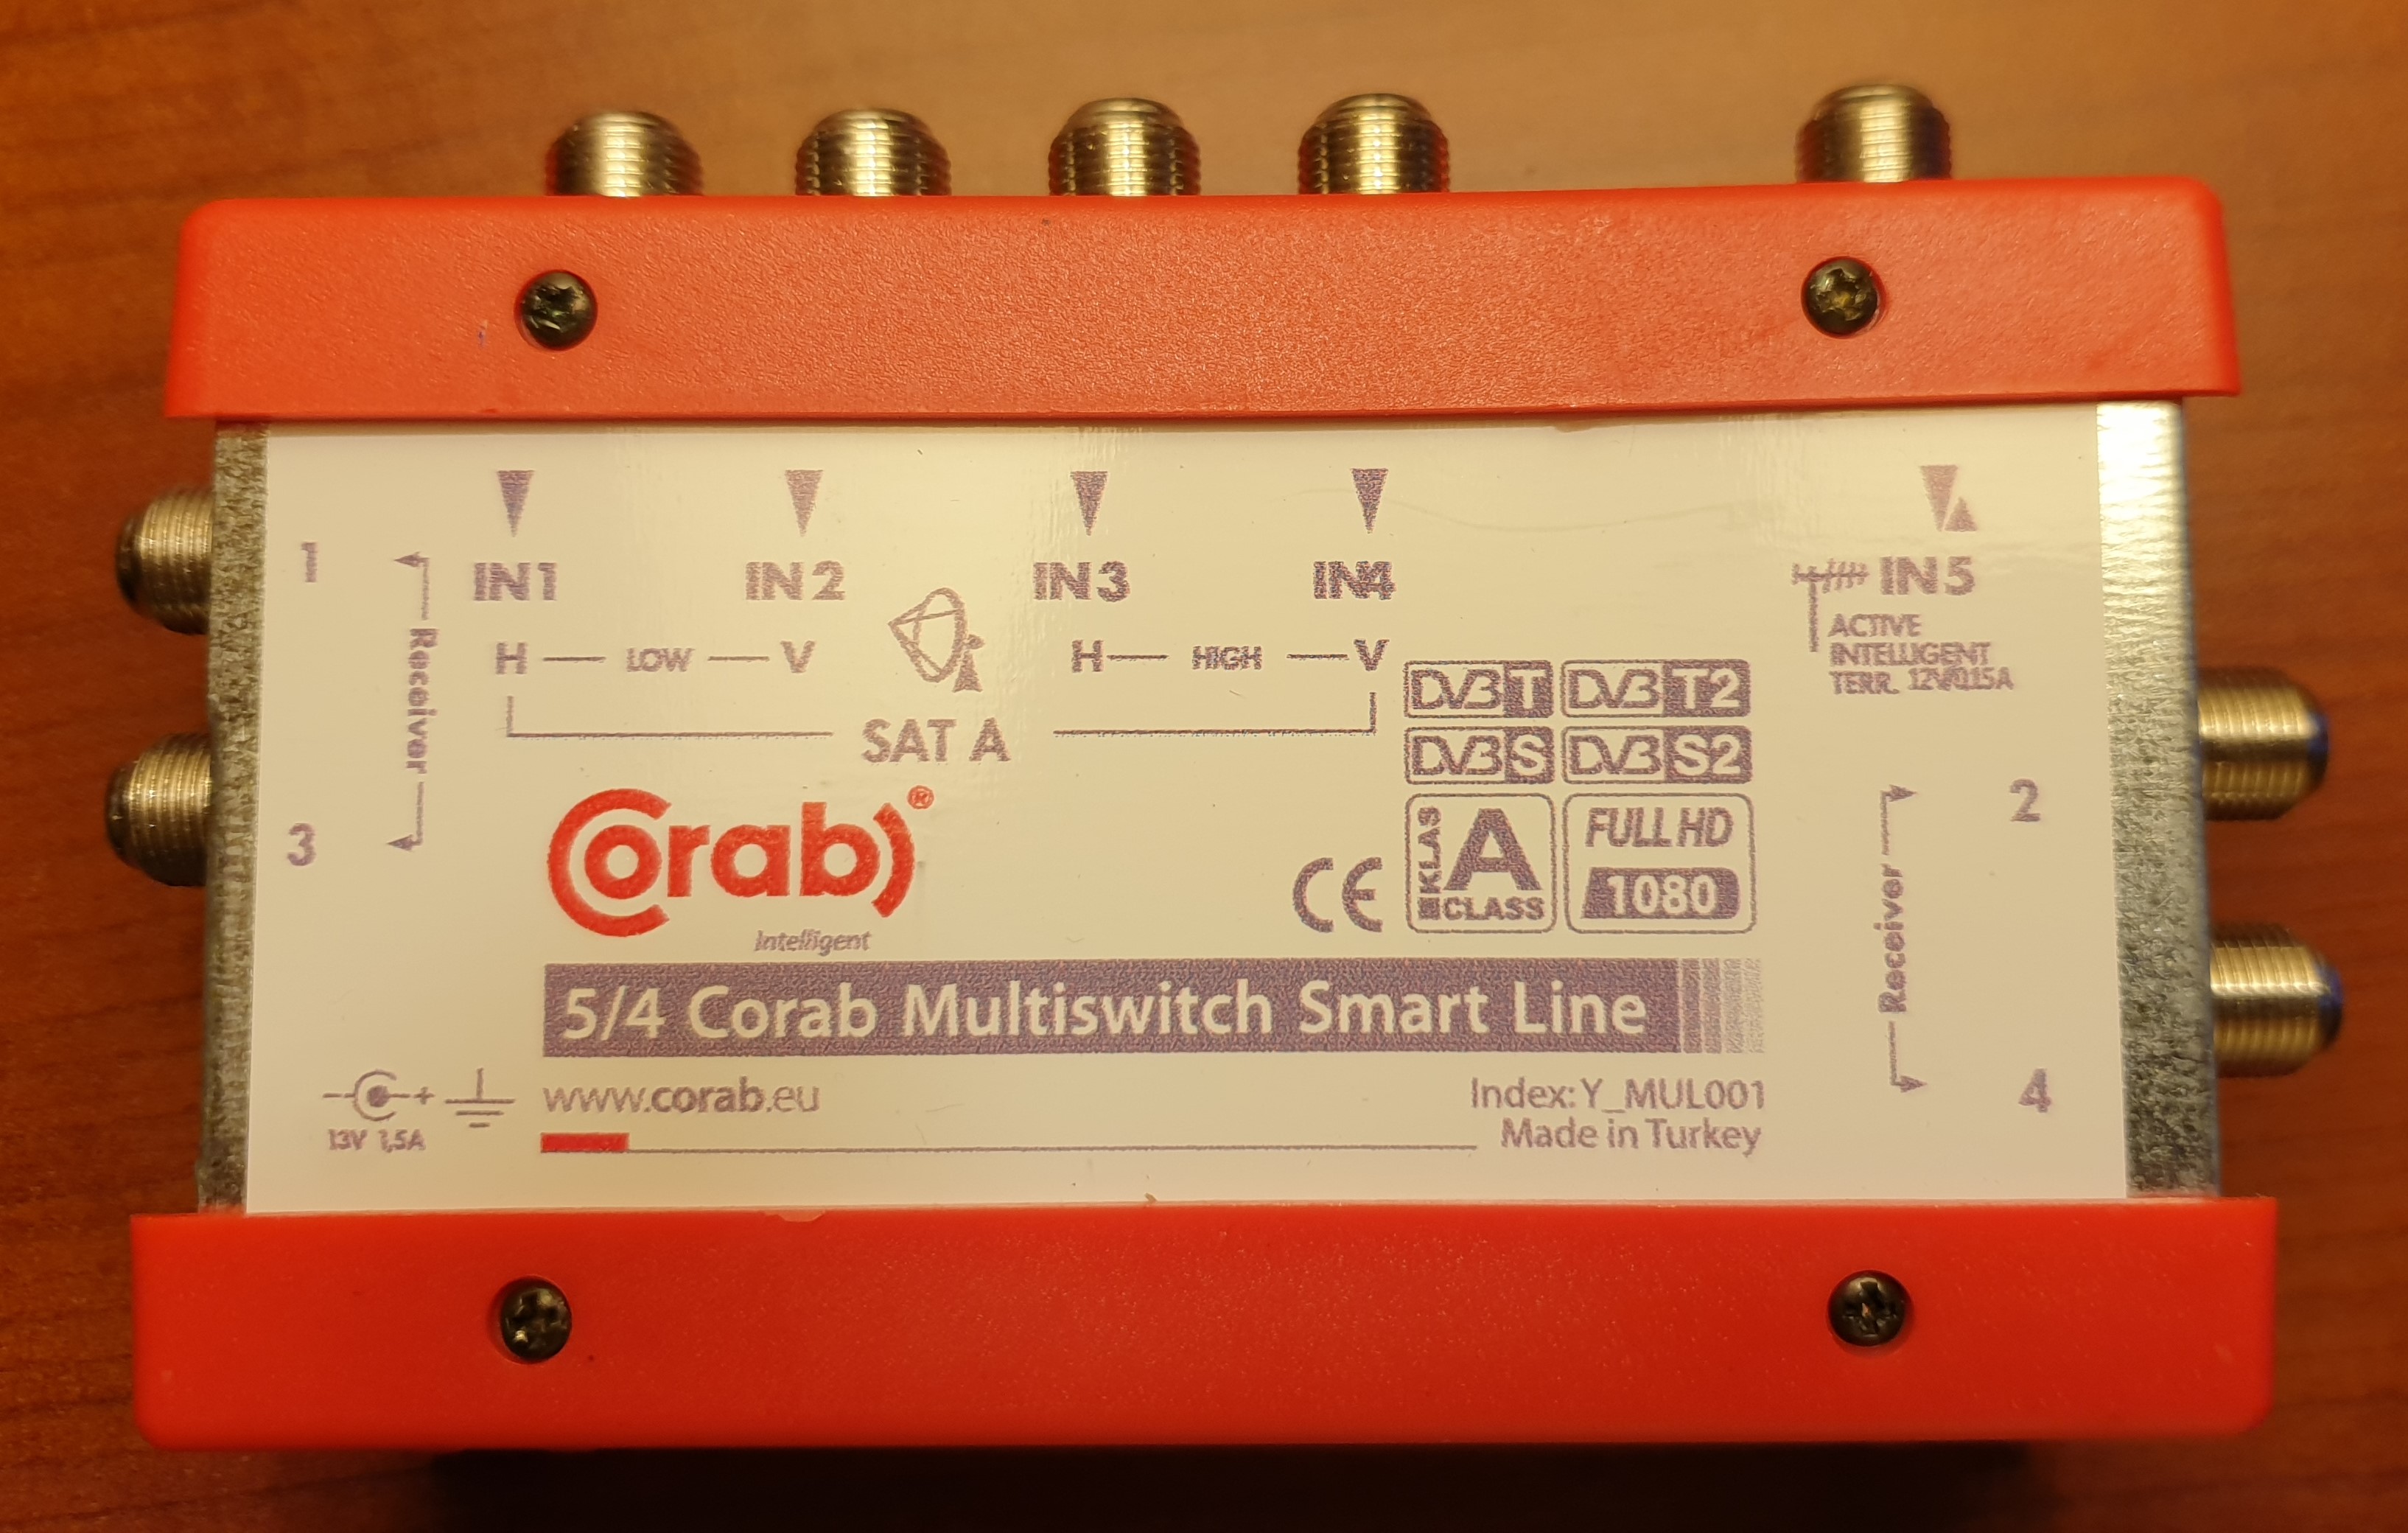 IN1 IN2 IN3 IN4 IN5
H LOW V H HIGH V
ACTIVE
INTELLIGENT
TERR. 12V/0.15A
SAT A
1
Receiver
3
DVB T DVB T2
DVB S DVB S2
Corab®
Intelligent
CE
KLAS A CLASS
FULL HD
1080
2
Receiver
4
5/4 Corab Multiswitch Smart Line
13V 1,5A
www.corab.eu
Index: Y_MUL001
Made in Turkey